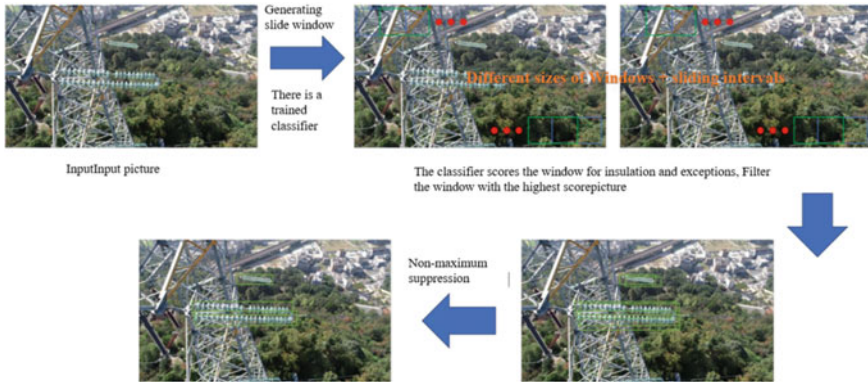 Generating
slide window
There is a
trained
classifier
Different sizes of Windows + sliding intervals
InputInput picture
The classifier scores the window for insulation and exceptions, Filter
the window with the highest scorepicture
Non-maximum
suppression